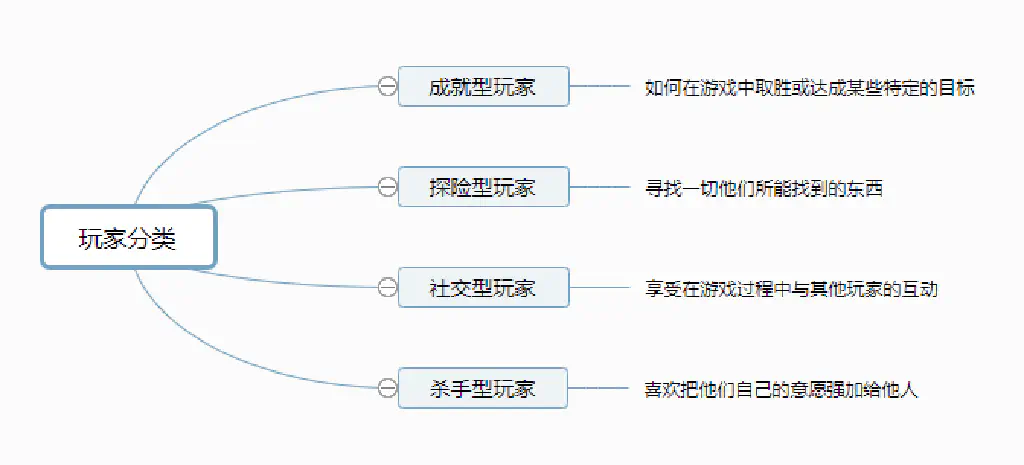 成就型玩家
如何在游戏中取胜或达成某些特定的目标
探险型玩家
寻找一切他们所能找到的东西
玩家分类
社交型玩家
享受在游戏过程中与其他玩家的互动
杀手型玩家
喜欢把他们自己的意愿强加给他人